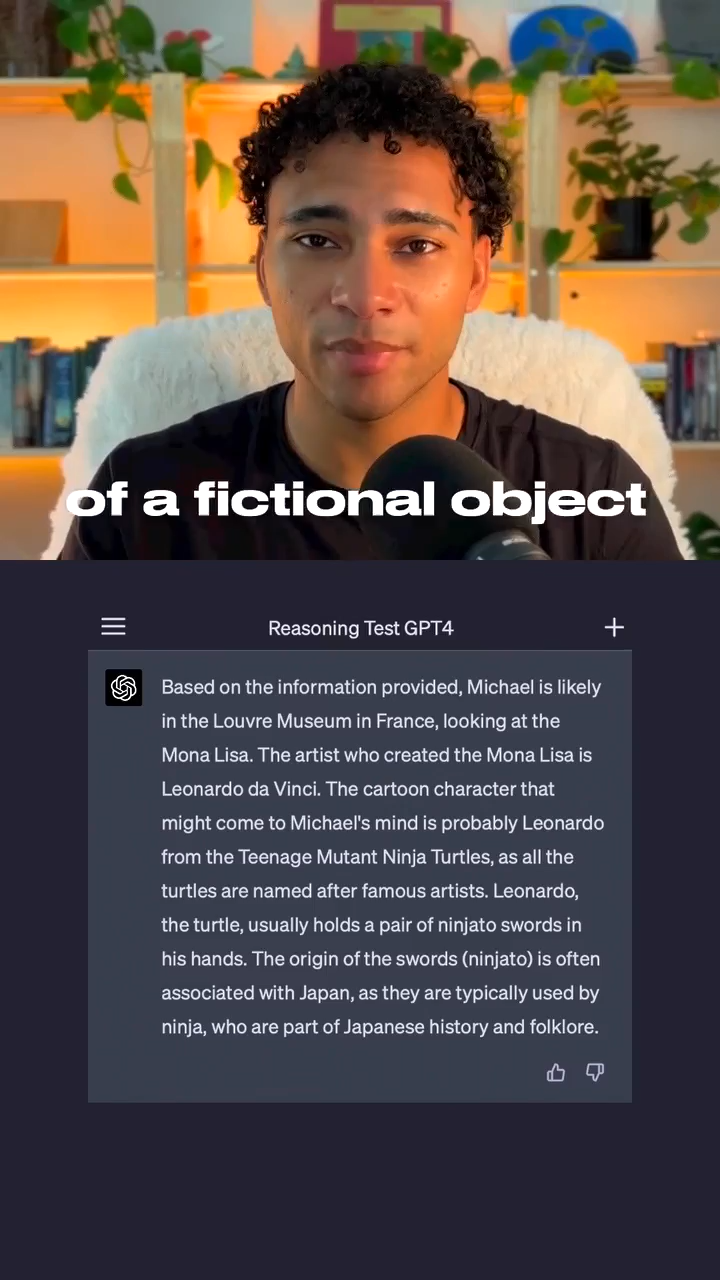 of a fictional object
Reasoning Test GPT4
Based on the information provided, Michael is likely
in the Louvre Museum in France, looking at the
Mona Lisa. The artist who created the Mona Lisa is
Leonardo da Vinci. The cartoon character that
might come to Michael's mind is probably Leonardo
from the Teenage Mutant Ninja Turtles, as all the
turtles are named after famous artists. Leonardo,
the turtle, usually holds a pair of ninjato swords in
his hands. The origin of the swords (ninjato) is often
associated with Japan, as they are typically used by
ninja, who are part of Japanese history and folklore.